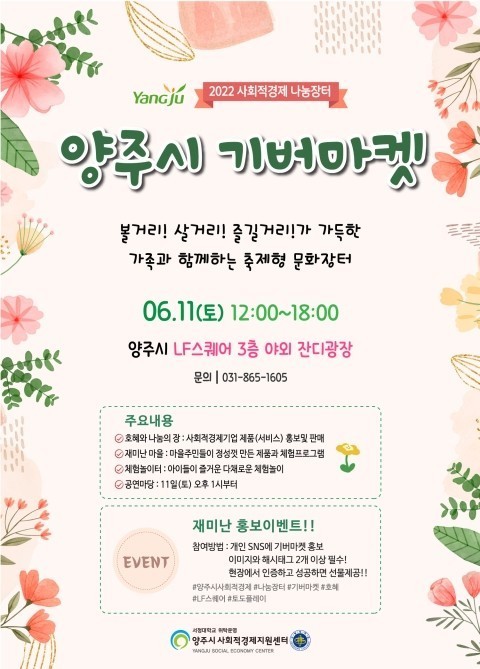 Yangju
2022 사회적경제 나눔장터
양주시 기버마켓
볼거리! 살거리! 즐길거리!가 가득한
가족과 함께하는 축제형 문화장터
06.11(토) 12:00~18:00
양주시 LF스퀘어 3층 야외 잔디광장
문의 | 031-865-1605
주요내용
호혜와 나눔의 장 : 사회적경제기업 제품(서비스) 홍보및 판매
재미난 마을 : 마을주민들이 정성껏 만든 제품과 체험프로그램
체험놀이터 : 아이들이 즐거운 다채로운 체험놀이
공연마당 : 11일(토) 오후 1시부터
재미난 홍보이벤트!!
EVENT
참여방법 : 개인 SNS에 기버마켓 홍보
이미지와 해시태그 2개 이상 필수!
현장에서 인증하고 성공하면 선물제공!!
#양주시사회적경제 #나눔장터 #기버마켓 #호혜
#LF스퀘어 #토도플레이
서정대학교 위탁운영
양주시 사회적경제지원센터
YANGJU SOCIAL ECONOMY CENTER